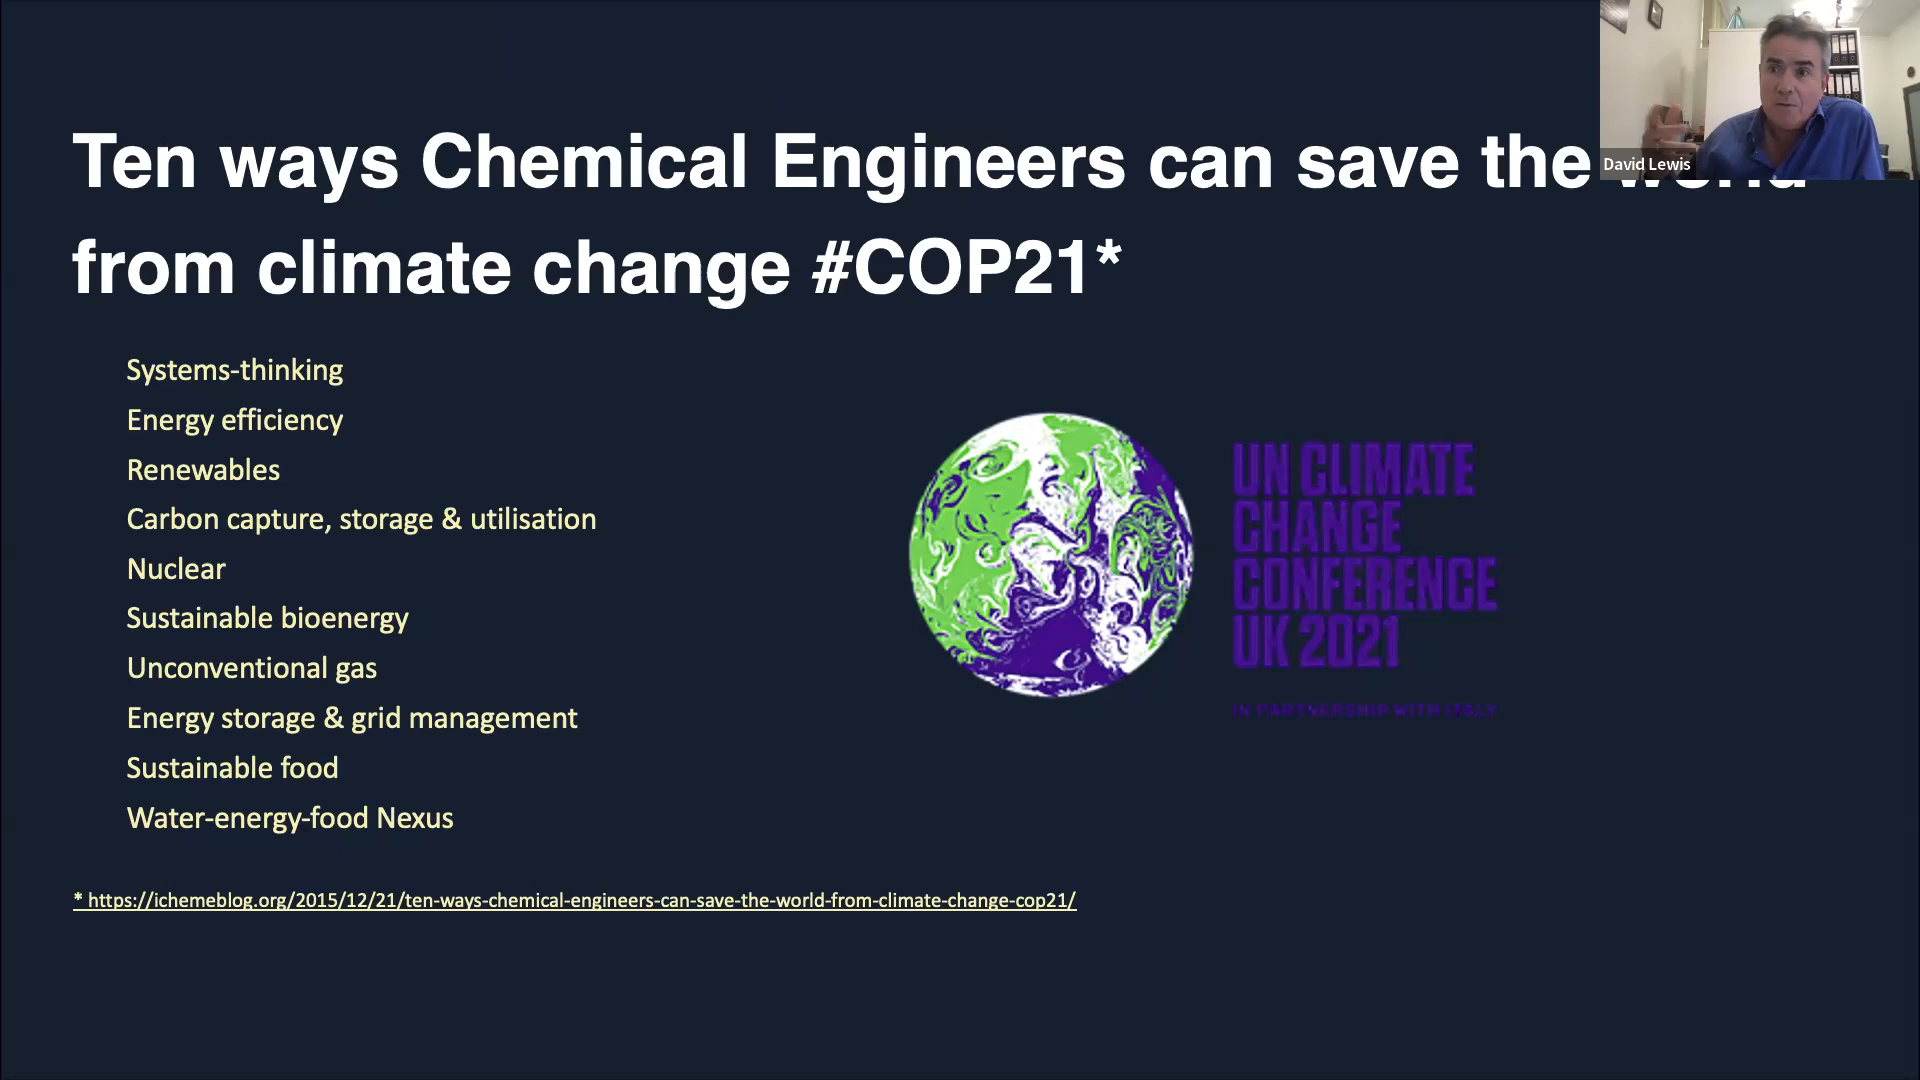 Ten ways Chemical Engineers can save the world
from climate change #COP21*
David Lewis
Systems-thinking
Energy efficiency
Renewables
Carbon capture, storage & utilisation
Nuclear
Sustainable bioenergy
Unconventional gas
Energy storage & grid management
Sustainable food
Water-energy-food Nexus
UN CLIMATE
CHANGE
CONFERENCE
UK 2021
IN PARTNERSHIP WITH ITALY
* https://ichemeblog.org/2015/12/21/ten-ways-chemical-engineers-can-save-the-world-from-climate-change-cop21/